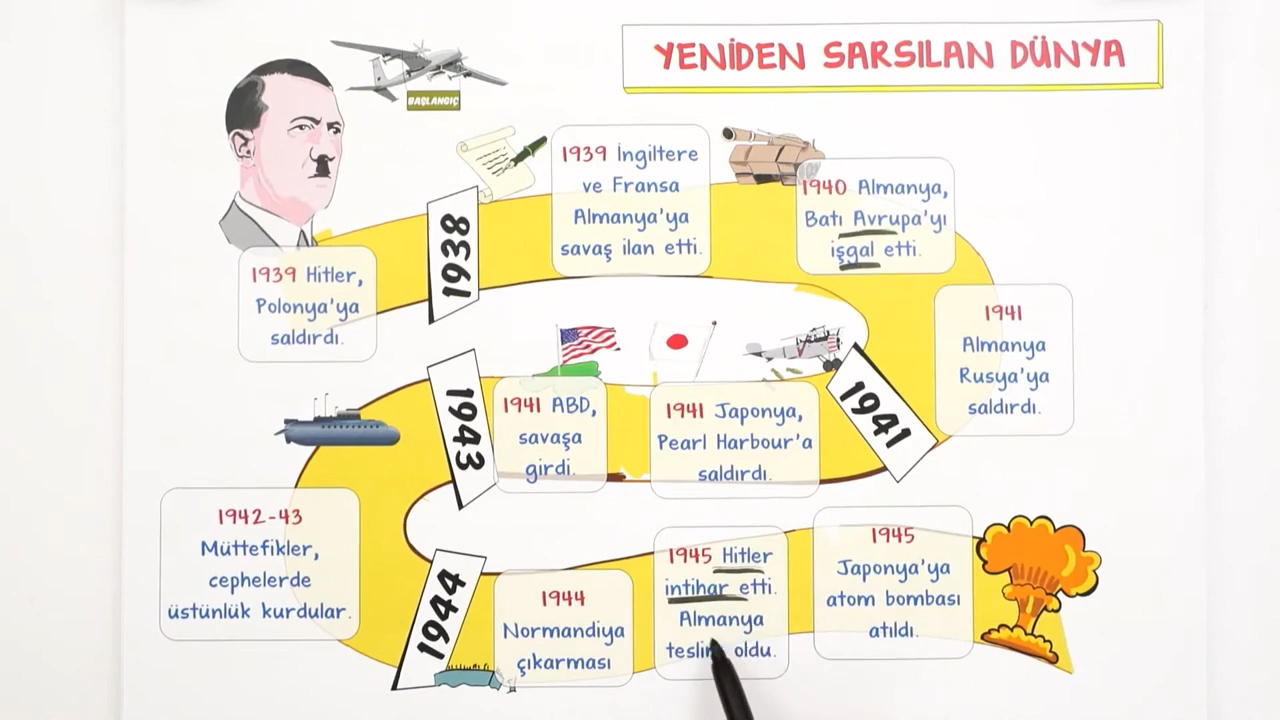 YENİDEN SARSILAN DÜNYA
BAŞLANGIÇ
1939 Hitler,
Polonya'ya
saldırdı.
1938
1939 İngiltere
ve Fransa
Almanya'ya
savaş ilan etti.
1940 Almanya,
Batı Avrupa'yı
işgal etti.
1941
Almanya
Rusya'ya
saldırdı.
1941
1941 Japonya,
Pearl Harbour'a
saldırdı.
1941 ABD,
savaşa
girdi.
1943
1942-43
Müttefikler,
cephelerde
üstünlük kurdular.
1944
1944
Normandiya
çıkarması
1945 Hitler
intihar etti.
Almanya
teslim oldu.
1945
Japonya'ya
atom bombası
atıldı.